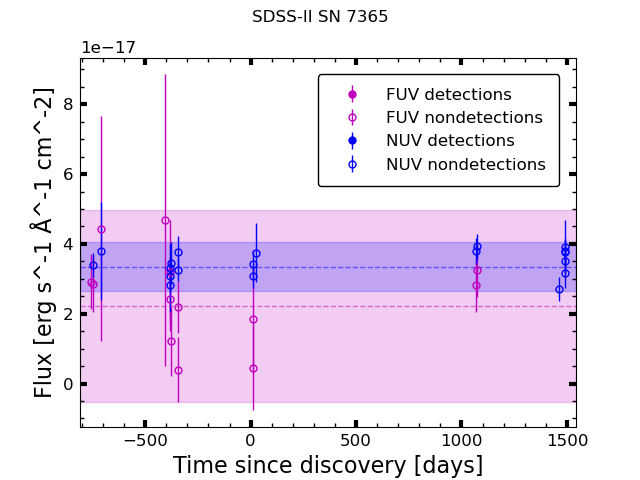 SDSS-II SN 7365
1e−17
FUV detections
FUV nondetections
NUV detections
NUV nondetections
8
6
4
2
0
Flux [erg s^-1 Å^-1 cm^-2]
−500 0 500 1000 1500
Time since discovery [days]